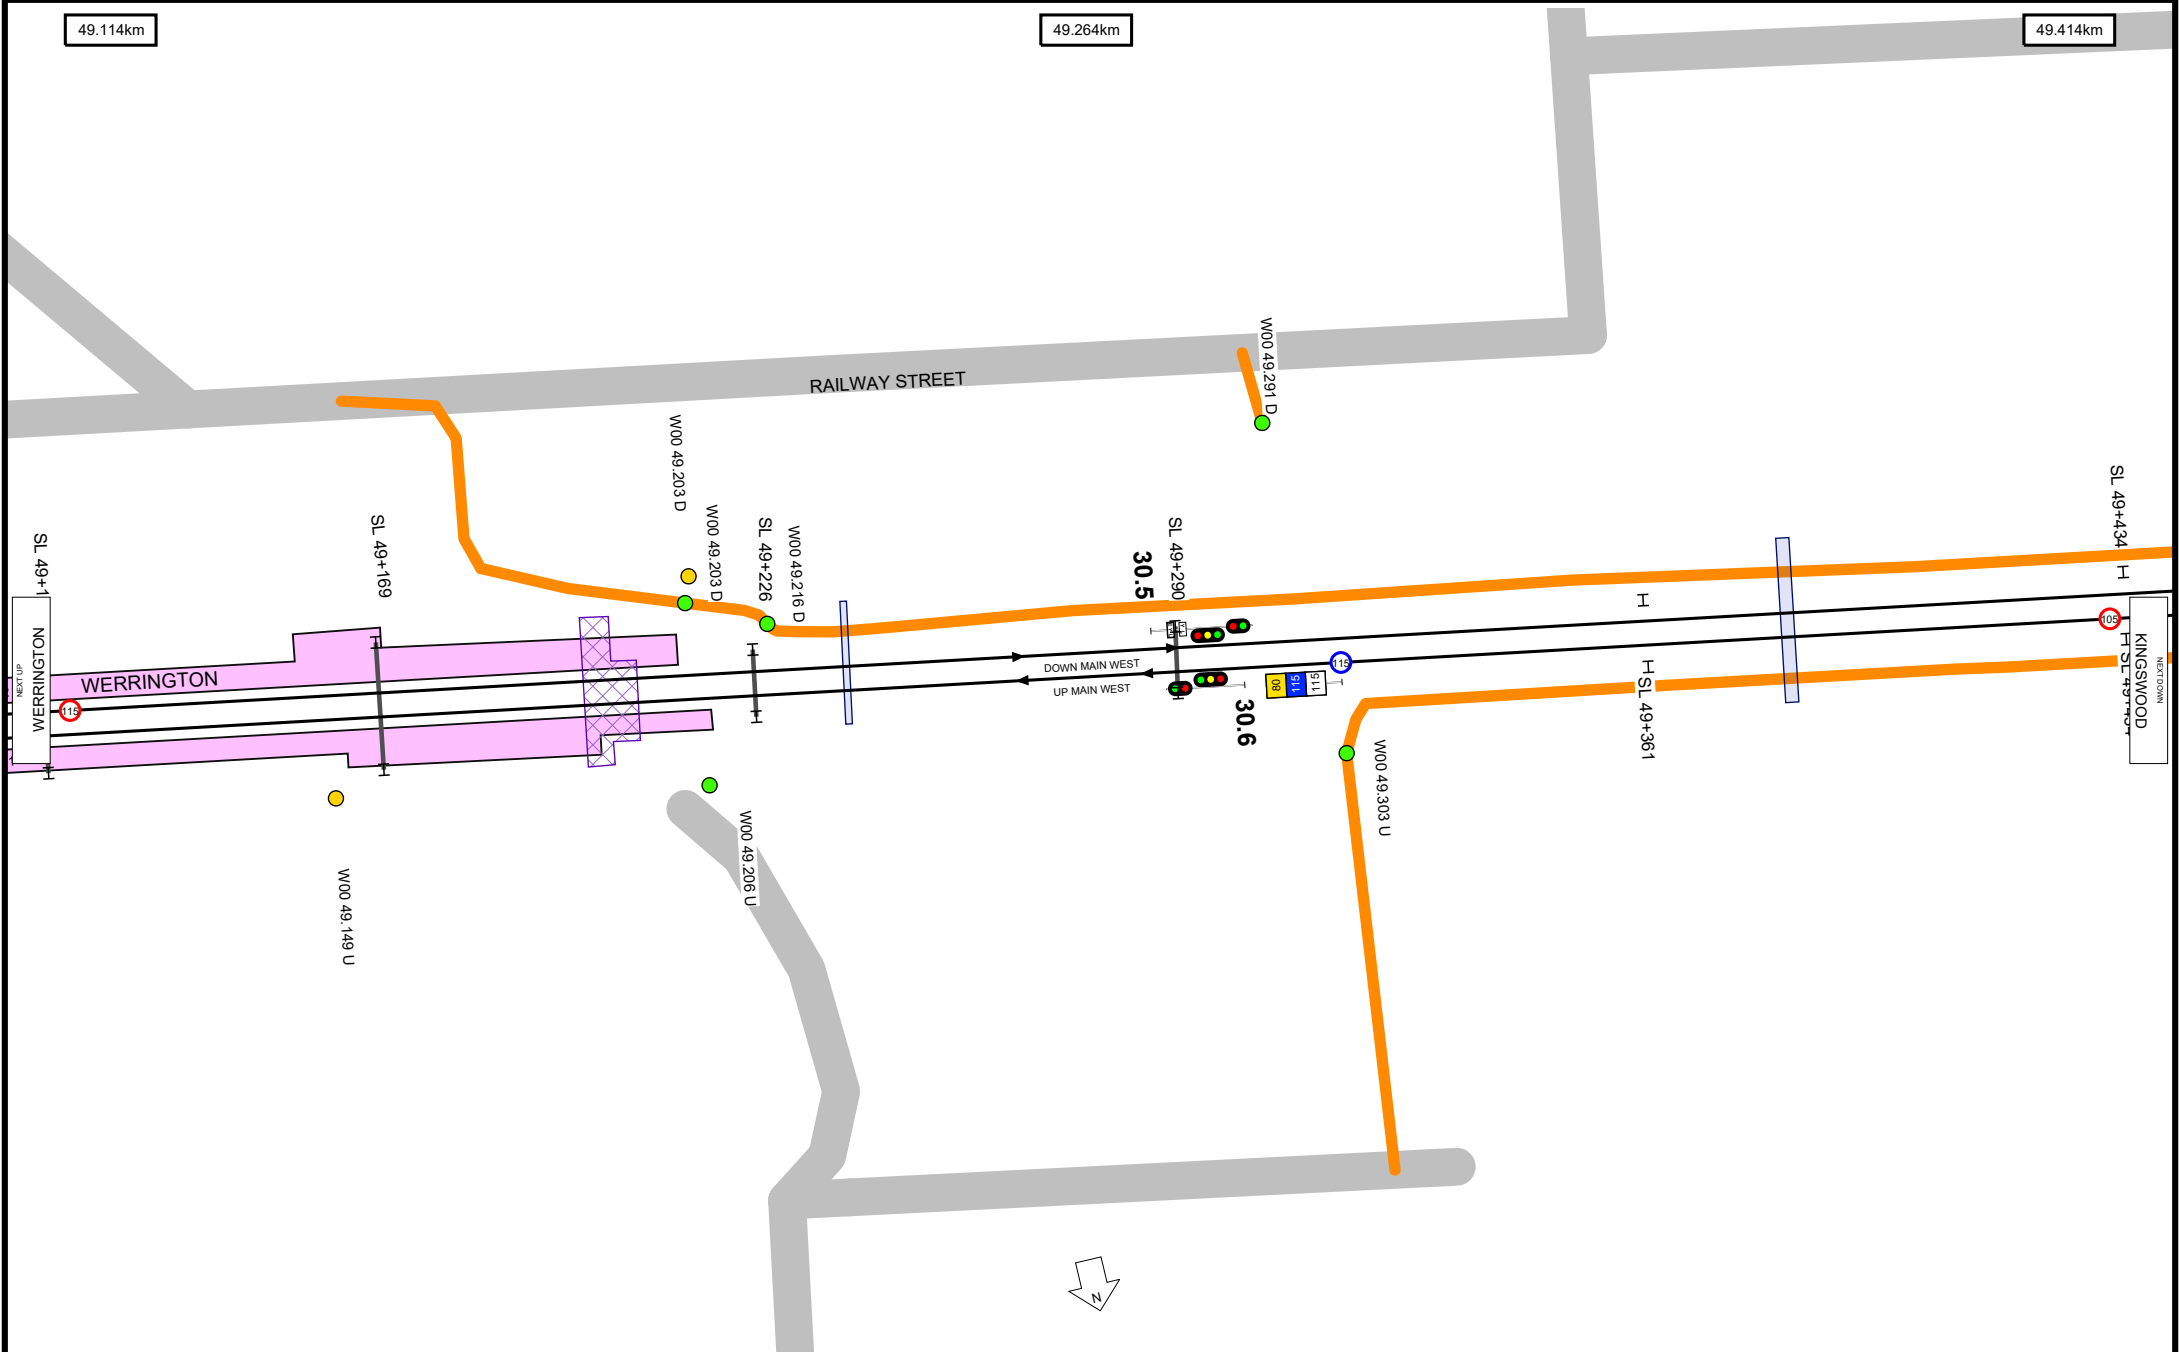 49.114km
49.264km
49.414km
RAILWAY STREET
W00 49.291 D
W00 49.203 D
W00 49.203 D
SL 49+226
W00 49.216 D
SL 49+169
SL 49+1
30.5
SL 49+290
SL 49+434
NEXT UP
WERRINGTON
WERRINGTON
115
DOWN MAIN WEST
UP MAIN WEST
115
80
115
115
105
30.6
SL 49+361
KINGSWOOD
NEXT DOWN
W00 49.303 U
W00 49.206 U
W00 49.149 U
N